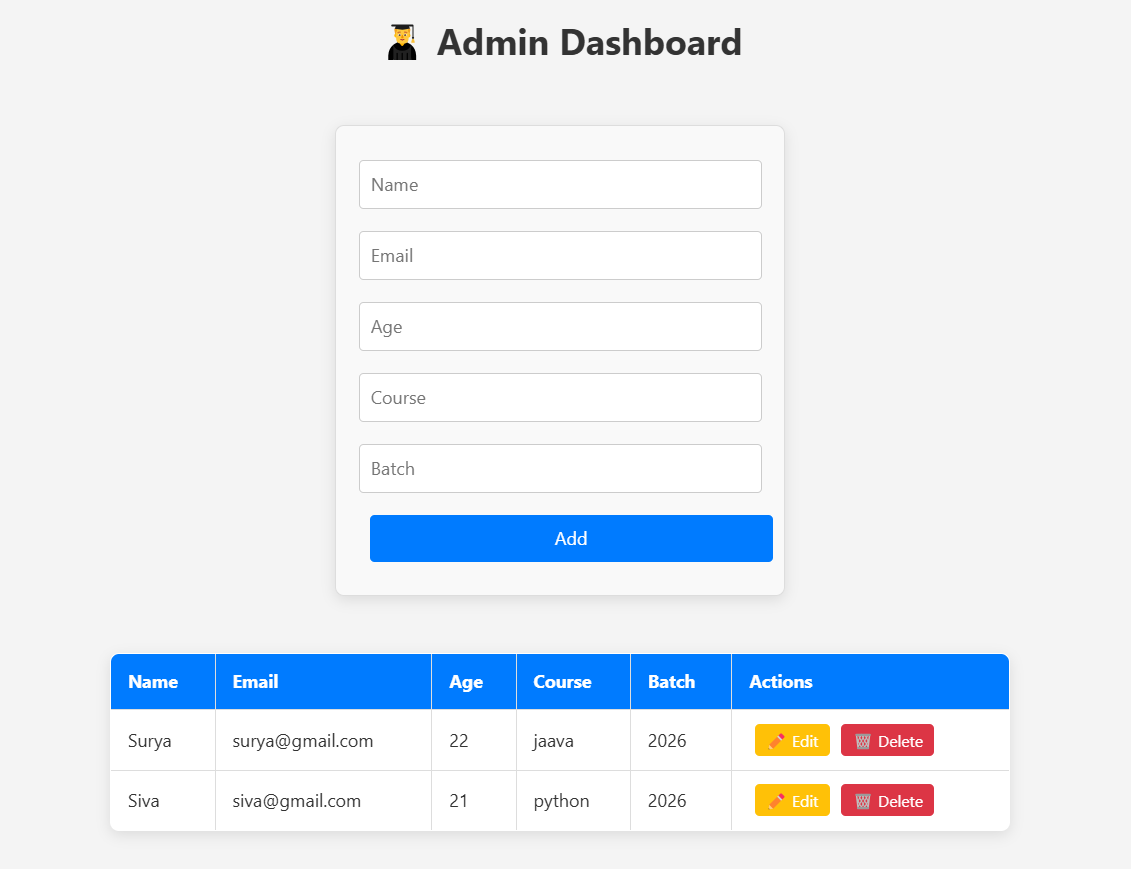 Admin Dashboard
Name
Email
Age
Course
Batch
Add
Name Email Age Course Batch Actions
Surya surya@gmail.com 22 jaava 2026 Edit Delete
Siva siva@gmail.com 21 python 2026 Edit Delete